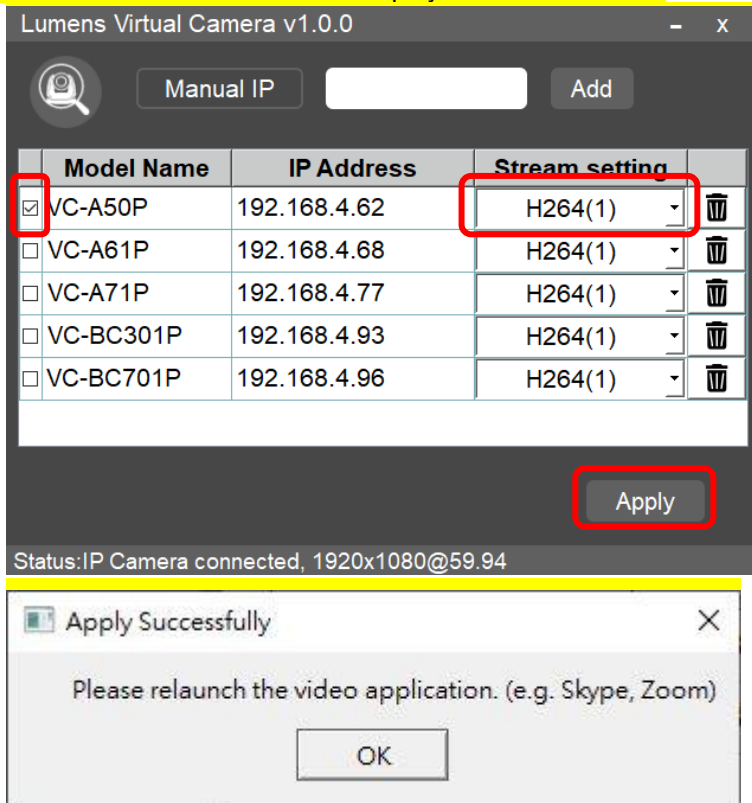 Lumens Virtual Camera v1.0.0 – x
Manual IP Add
Model Name IP Address Stream setting
VC-A50P 192.168.4.62 H264(1)
VC-A61P 192.168.4.68 H264(1)
VC-A71P 192.168.4.77 H264(1)
VC-BC301P 192.168.4.93 H264(1)
VC-BC701P 192.168.4.96 H264(1)
Apply
Status:IP Camera connected, 1920x1080@59.94
Apply Successfully
Please relaunch the video application. (e.g. Skype, Zoom)
OK